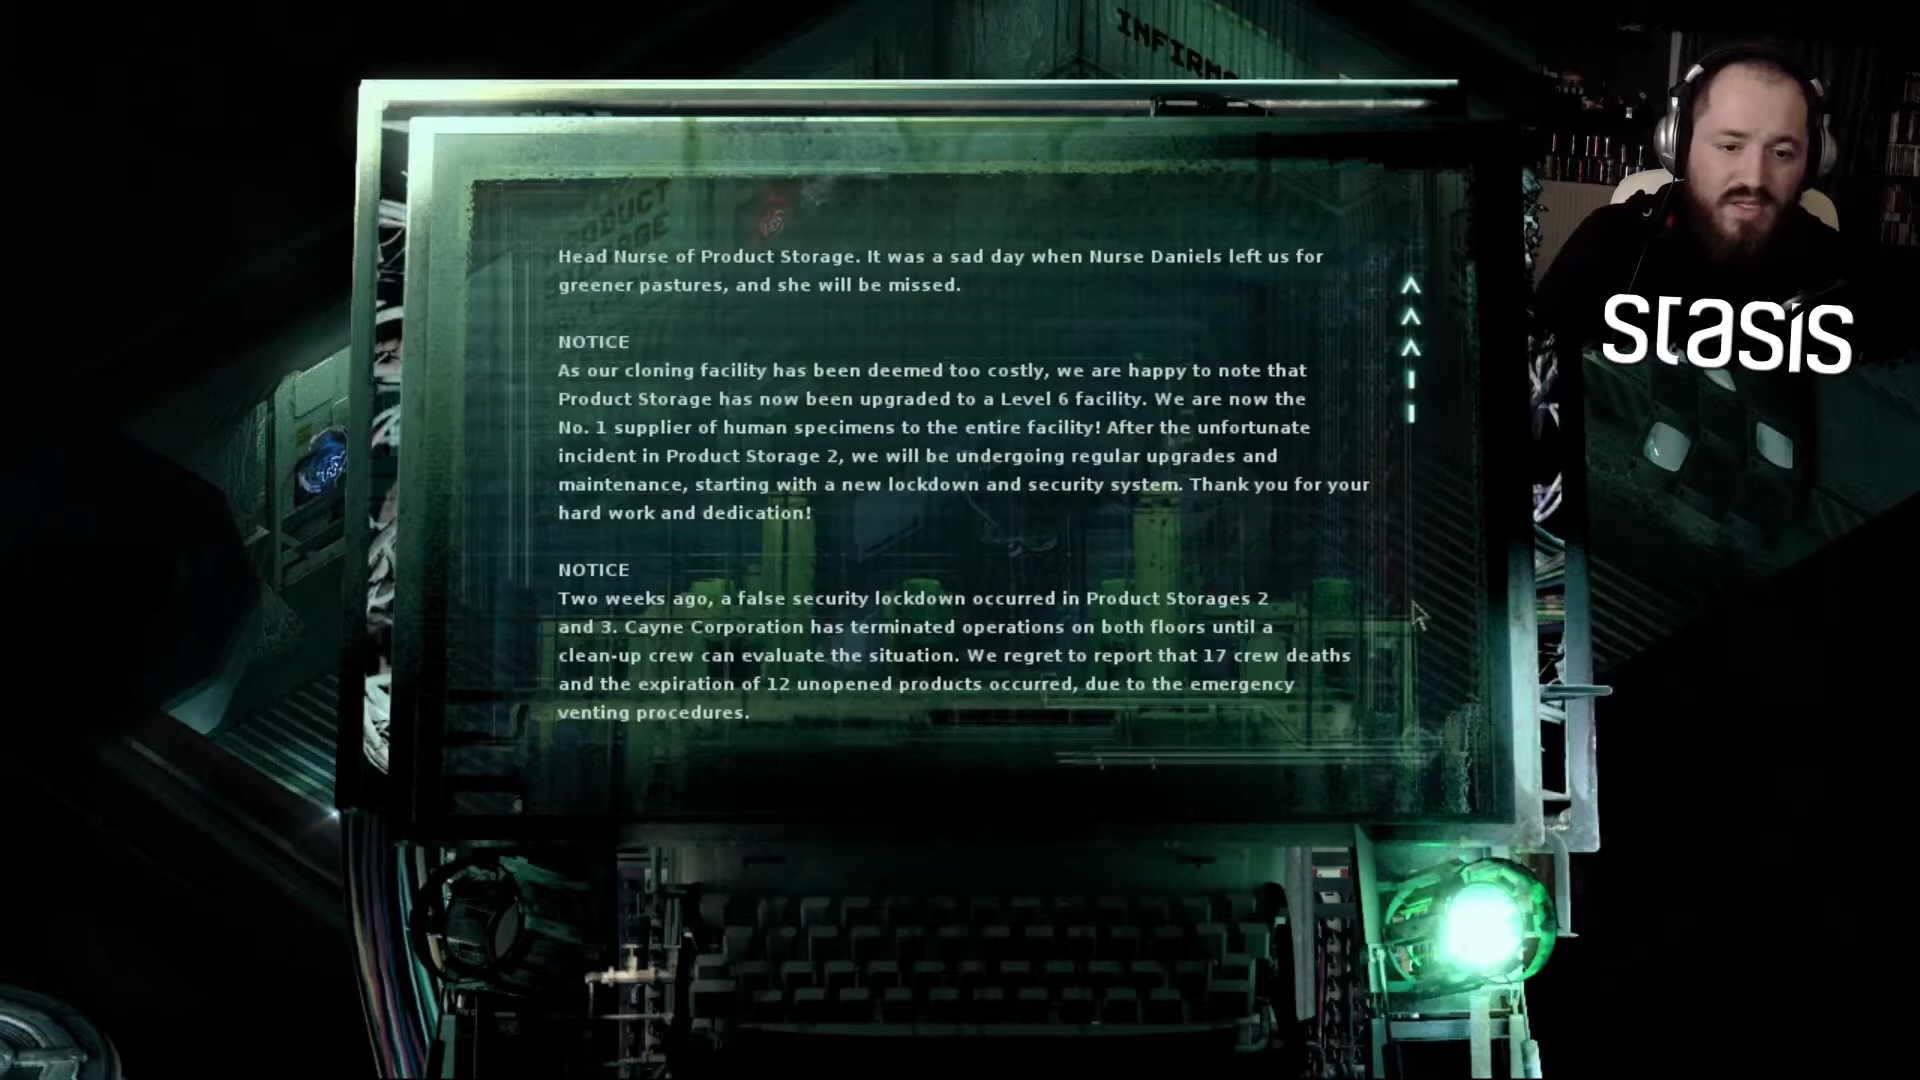 INFIRMA
PRODUCT
Head Nurse of Product Storage. It was a sad day when Nurse Daniels left us for
greener pastures, and she will be missed.
NOTICE
As our cloning facility has been deemed too costly, we are happy to note that
Product Storage has now been upgraded to a Level 6 facility. We are now the
No. 1 supplier of human specimens to the entire facility! After the unfortunate
incident in Product Storage 2, we will be undergoing regular upgrades and
maintenance, starting with a new lockdown and security system. Thank you for your
hard work and dedication!
NOTICE
Two weeks ago, a false security lockdown occurred in Product Storages 2
and 3. Cayne Corporation has terminated operations on both floors until a
clean-up crew can evaluate the situation. We regret to report that 17 crew deaths
and the expiration of 12 unopened products occurred, due to the emergency
venting procedures.
stasis